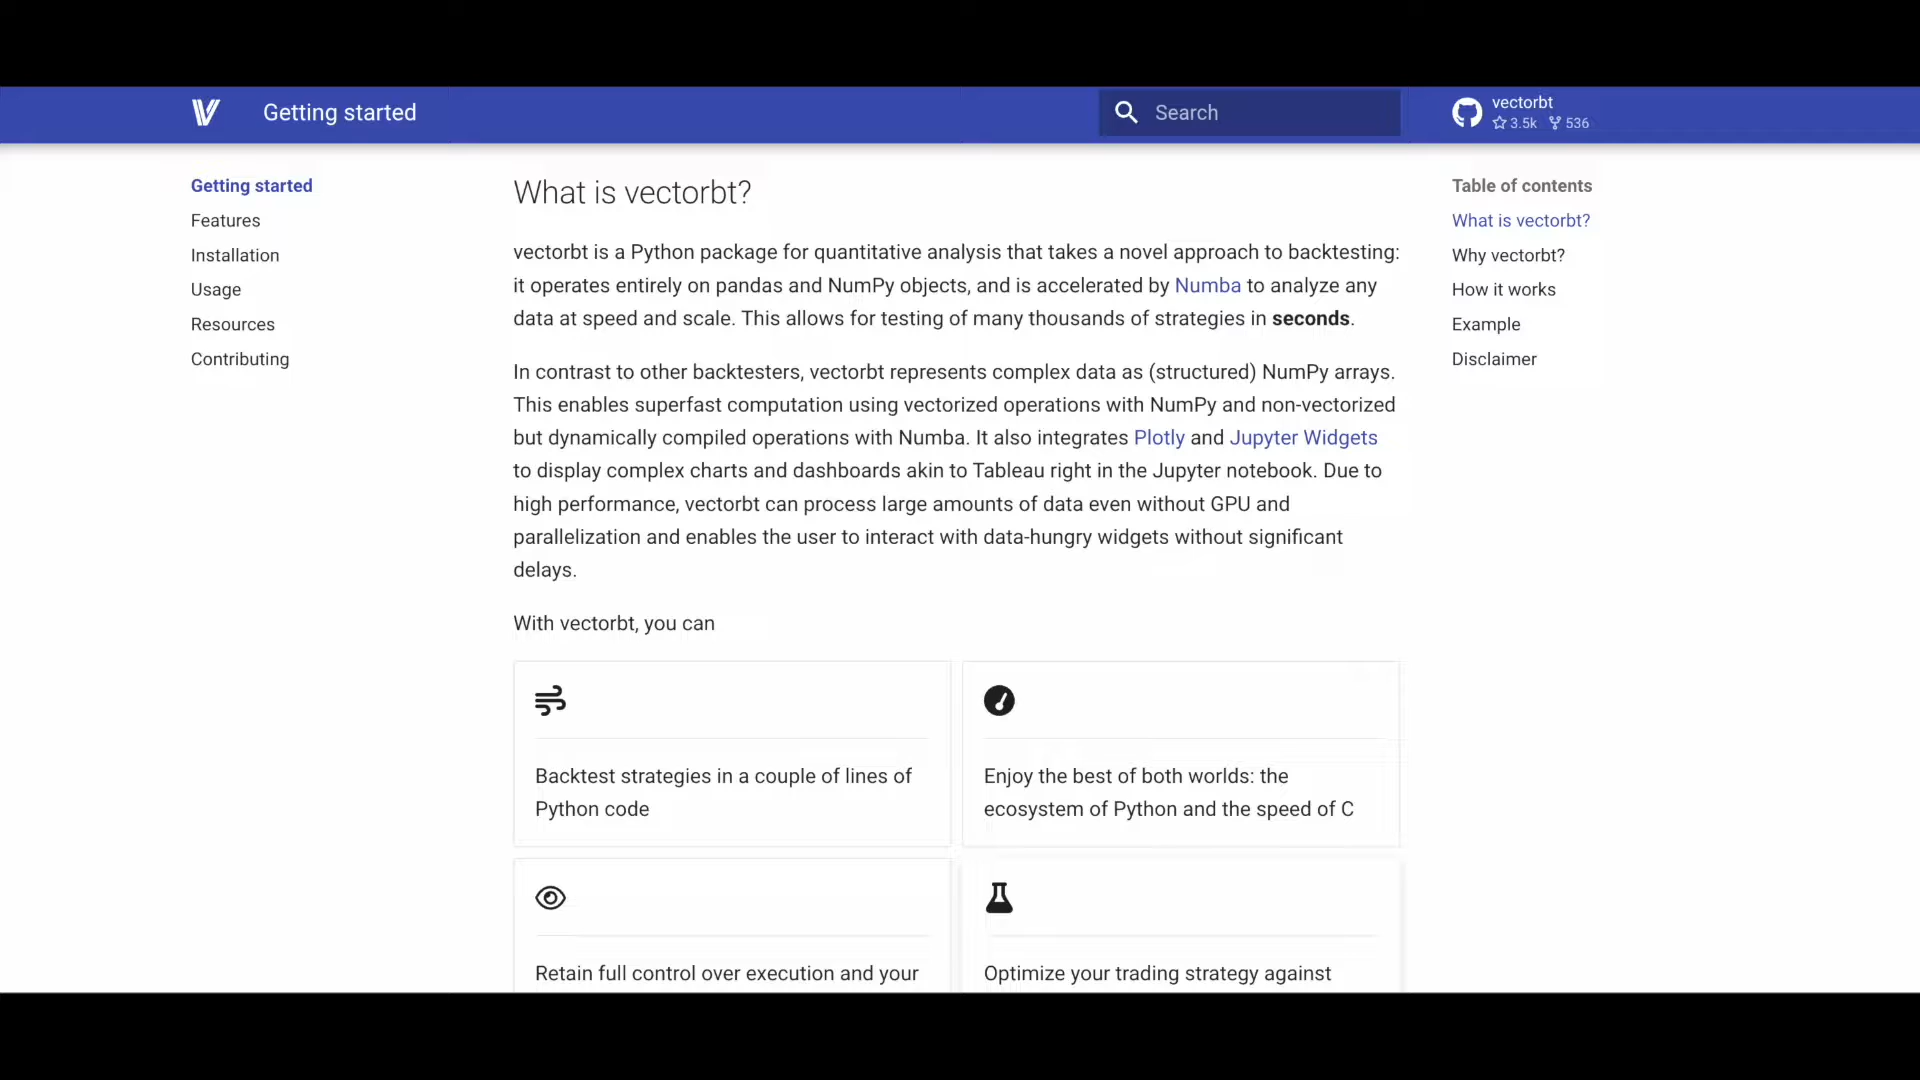 Getting started
Search
vectorbt
3.5k 536
Getting started
Features
Installation
Usage
Resources
Contributing
What is vectorbt?
vectorbt is a Python package for quantitative analysis that takes a novel approach to backtesting:
it operates entirely on pandas and NumPy objects, and is accelerated by Numba to analyze any
data at speed and scale. This allows for testing of many thousands of strategies in seconds.
In contrast to other backtesters, vectorbt represents complex data as (structured) NumPy arrays.
This enables superfast computation using vectorized operations with NumPy and non-vectorized
but dynamically compiled operations with Numba. It also integrates Plotly and Jupyter Widgets
to display complex charts and dashboards akin to Tableau right in the Jupyter notebook. Due to
high performance, vectorbt can process large amounts of data even without GPU and
parallelization and enables the user to interact with data-hungry widgets without significant
delays.
With vectorbt, you can
Backtest strategies in a couple of lines of
Python code
Enjoy the best of both worlds: the
ecosystem of Python and the speed of C
Retain full control over execution and your
Optimize your trading strategy against
Table of contents
What is vectorbt?
Why vectorbt?
How it works
Example
Disclaimer